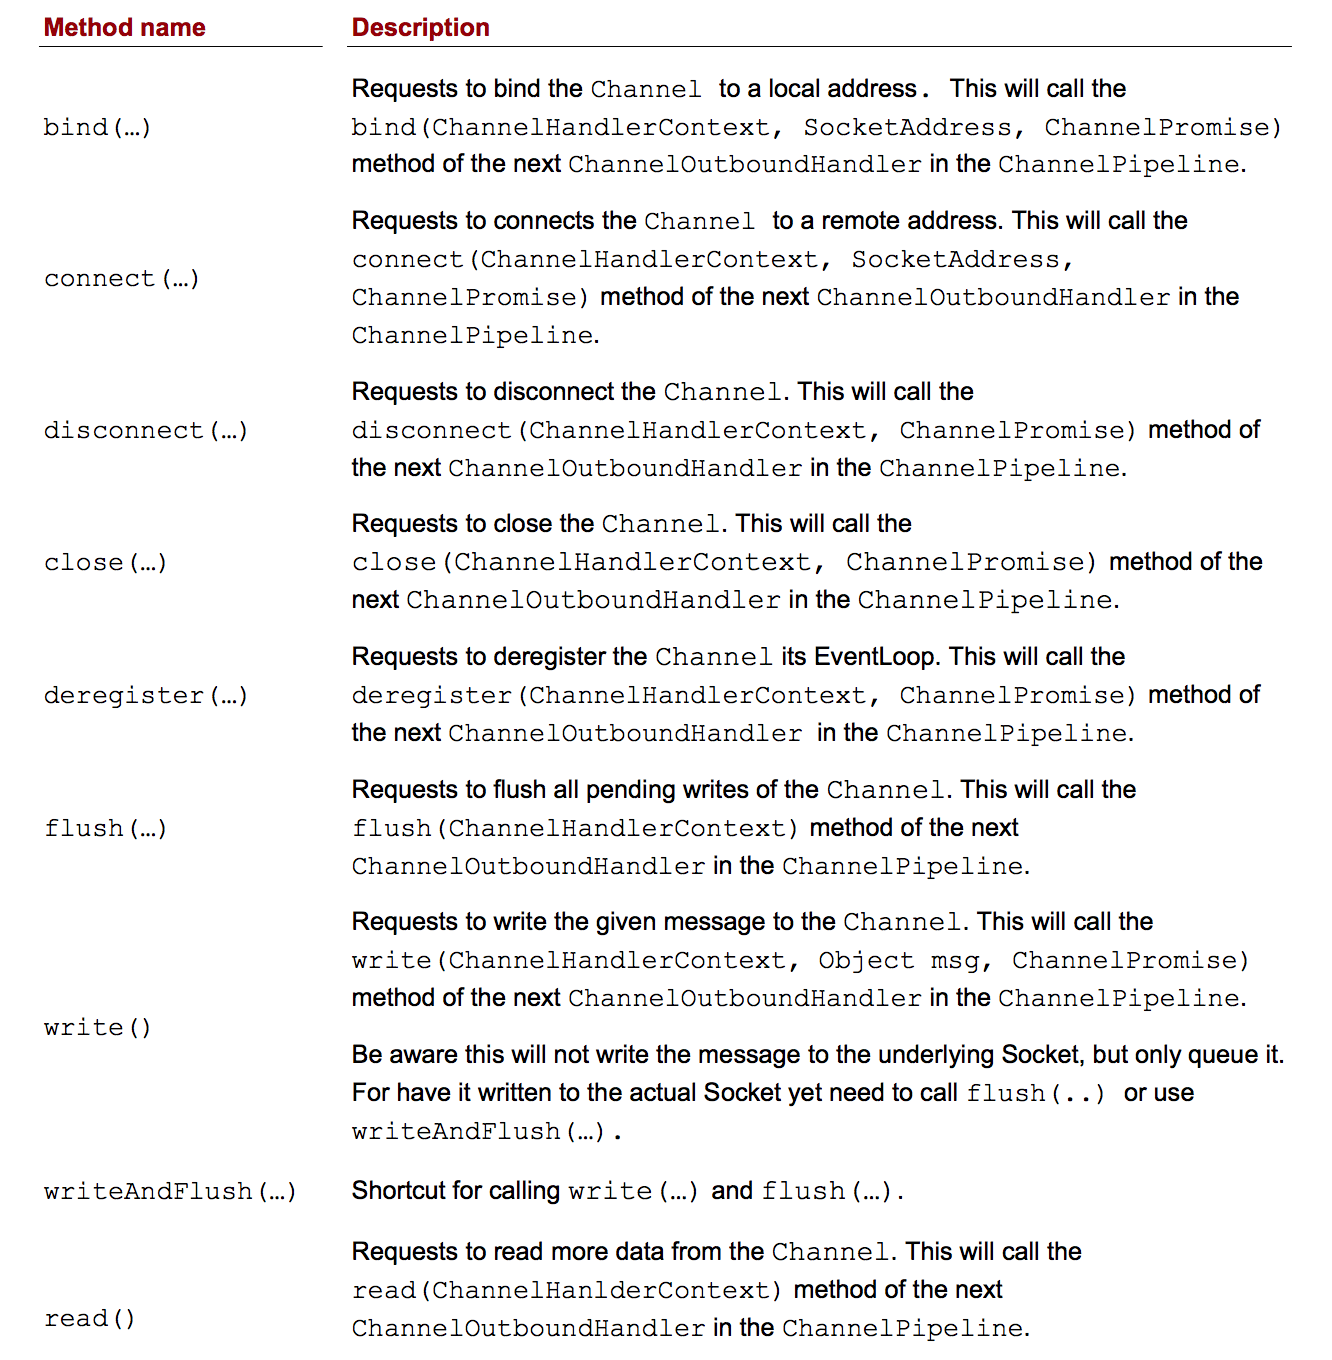 Method name Description
Requests to bind the Channel to a local address. This will call the
bind(…) bind(ChannelHandlerContext, SocketAddress, ChannelPromise)
method of the next ChannelOutboundHandler in the ChannelPipeline.
Requests to connects the Channel to a remote address. This will call the
connect(ChannelHandlerContext, SocketAddress,
connect(…)
ChannelPromise) method of the next ChannelOutboundHandler in the
ChannelPipeline.
Requests to disconnect the Channel. This will call the
disconnect(…) disconnect(ChannelHandlerContext, ChannelPromise) method of
the next ChannelOutboundHandler in the ChannelPipeline.
Requests to close the Channel. This will call the
close(…) close(ChannelHandlerContext, ChannelPromise) method of the
next ChannelOutboundHandler in the ChannelPipeline.
Requests to deregister the Channel its EventLoop. This will call the
deregister(…) deregister(ChannelHandlerContext, ChannelPromise) method of
the next ChannelOutboundHandler in the ChannelPipeline.
Requests to flush all pending writes of the Channel. This will call the
flush(…) flush(ChannelHandlerContext) method of the next
ChannelOutboundHandler in the ChannelPipeline.
Requests to write the given message to the Channel. This will call the
write(ChannelHandlerContext, Object msg, ChannelPromise)
method of the next ChannelOutboundHandler in the ChannelPipeline.
write()
Be aware this will not write the message to the underlying Socket, but only queue it.
For have it written to the actual Socket yet need to call flush(..) or use
writeAndFlush(…).
writeAndFlush(…) Shortcut for calling write(…) and flush(…).
Requests to read more data from the Channel. This will call the
read(ChannelHanlderContext) method of the next
read()
ChannelOutboundHandler in the ChannelPipeline.